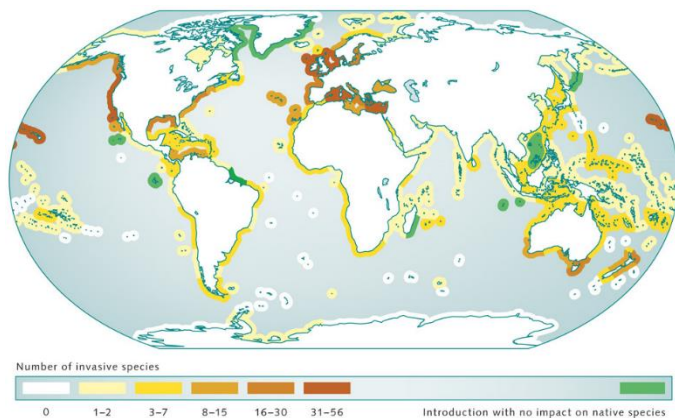 Number of invasive species
0 1–2 3–7 8–15 16–30 31–56 Introduction with no impact on native species